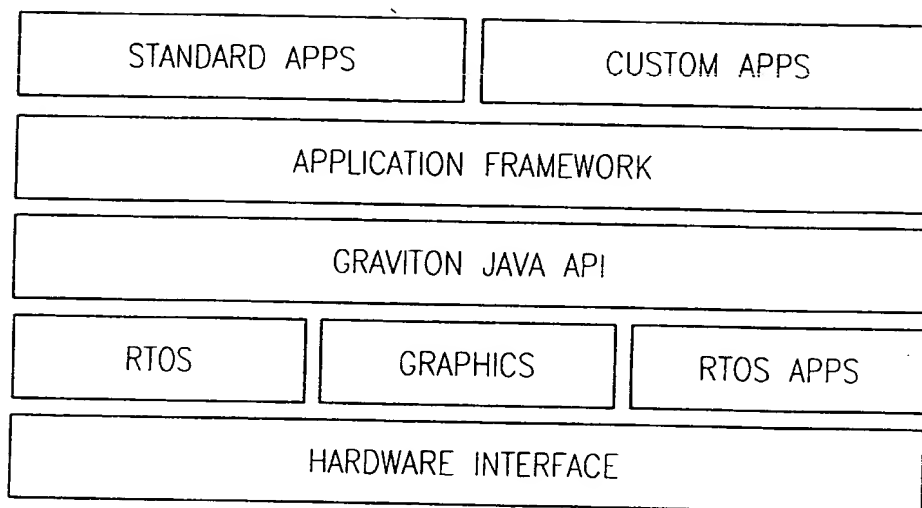 STANDARD APPS
CUSTOM APPS
APPLICATION FRAMEWORK
GRAVITON JAVA API
RTOS
GRAPHICS
RTOS APPS
HARDWARE INTERFACE